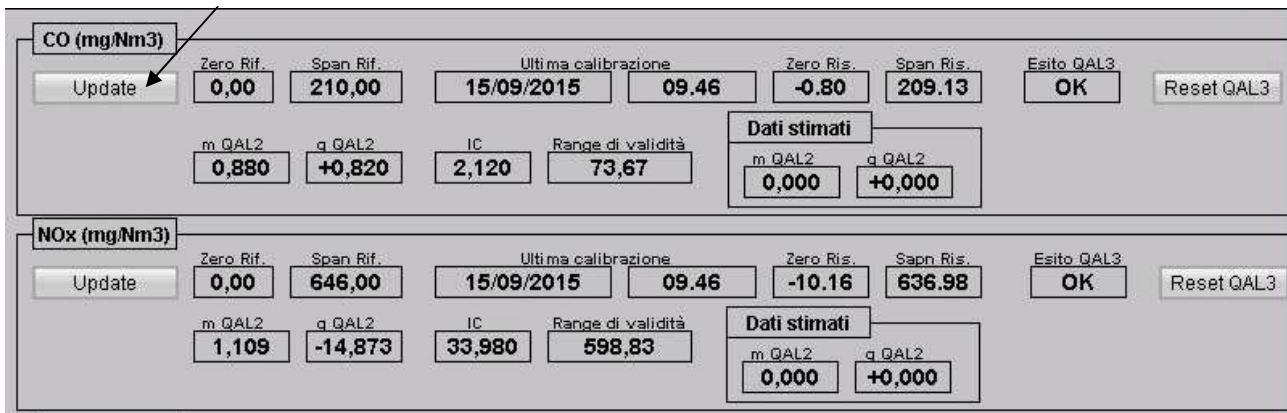 CO (mg/Nm3)
Zero Rif. Span Rif. Ultima calibrazione Zero Ris. Span Ris. Esito QAL3
Update 0,00 210,00 15/09/2015 09.46 -0.80 209.13 OK Reset QAL3
Dati stimati
m QAL2 q QAL2 IC Range di validità
0,880 +0,820 2,120 73,67
m QAL2 q QAL2
0,000 +0,000
NOx (mg/Nm3)
Zero Rif. Span Rif. Ultima calibrazione Zero Ris. Sapn Ris. Esito QAL3
Update 0,00 646,00 15/09/2015 09.46 -10.16 636.98 OK Reset QAL3
m QAL2 q QAL2 IC Range di validità Dati stimati
1,109 -14,873 33,980 598,83
m QAL2 q QAL2
0,000 +0,000